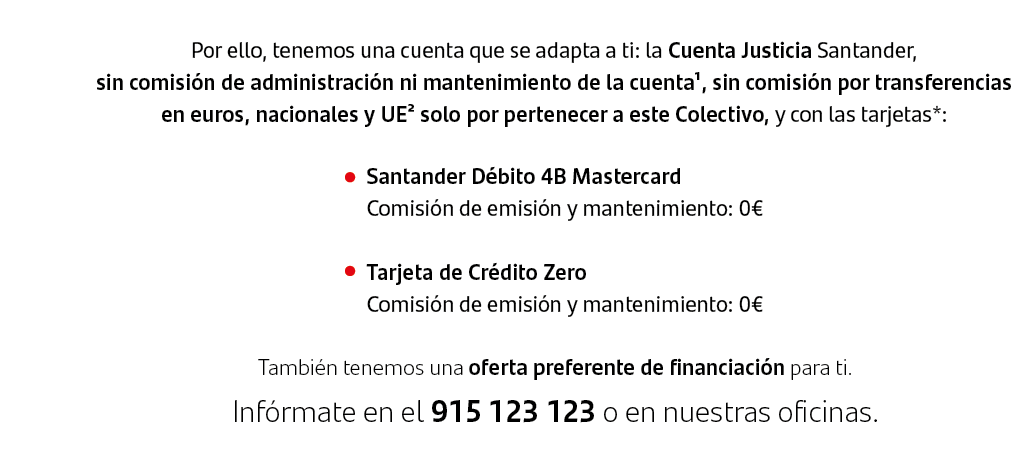 Por ello, tenemos una cuenta que se adapta a ti: la Cuenta Justicia Santander,
sin comisión de administración ni mantenimiento de la cuenta¹, sin comisión por transferencias
en euros, nacionales y UE² solo por pertenecer a este Colectivo, y con las tarjetas*:
• Santander Débito 4B Mastercard
Comisión de emisión y mantenimiento: 0€
• Tarjeta de Crédito Zero
Comisión de emisión y mantenimiento: 0€
También tenemos una oferta preferente de financiación para ti.
Infórmate en el 915 123 123 o en nuestras oficinas.